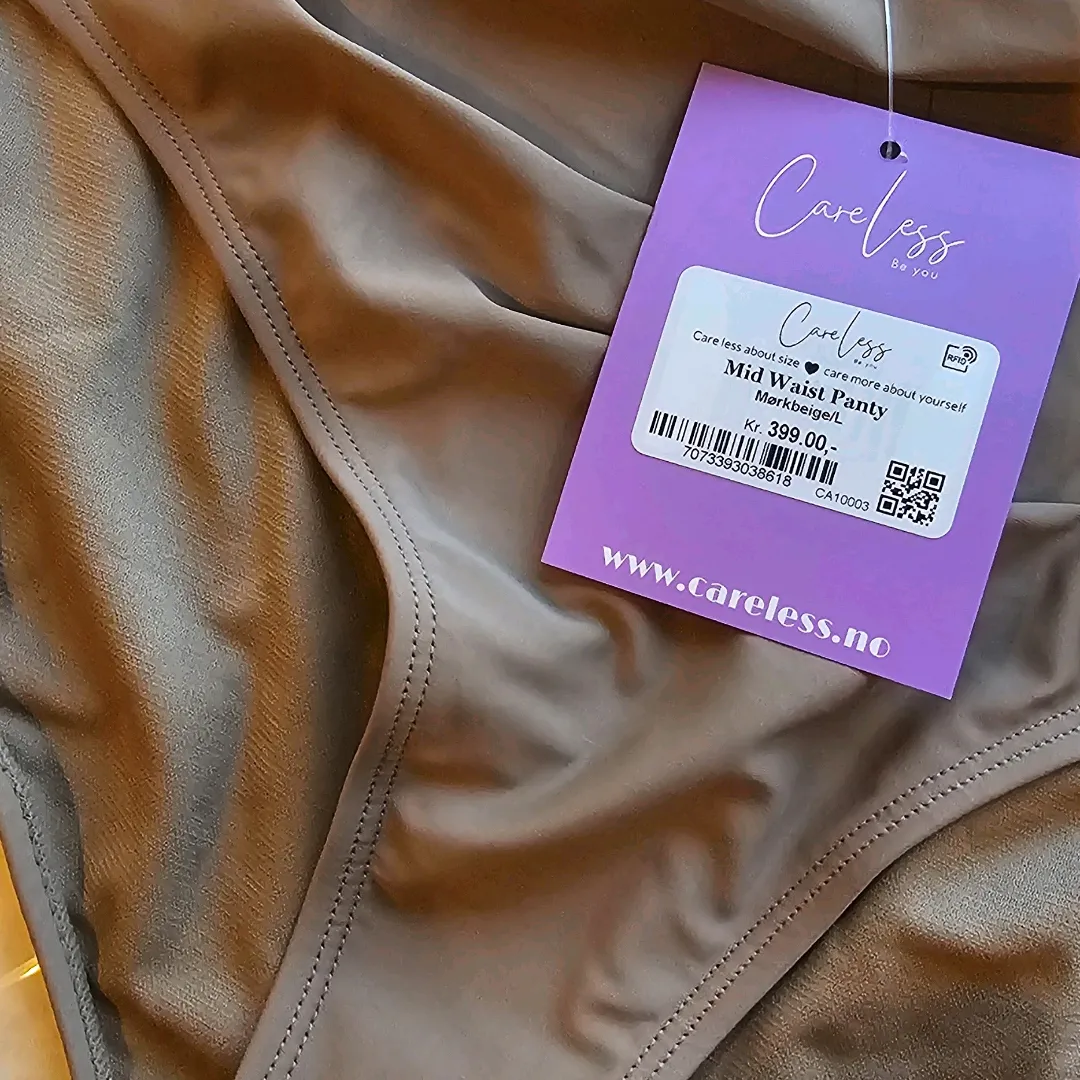 CareLess
Be you
CareLess
Be you
RFID
Care less about size ♥ care more about yourself
Mid Waist Panty
Mørkbeige/L
Kr. 399.00,-
7073393038618
CA10003
www.careless.no